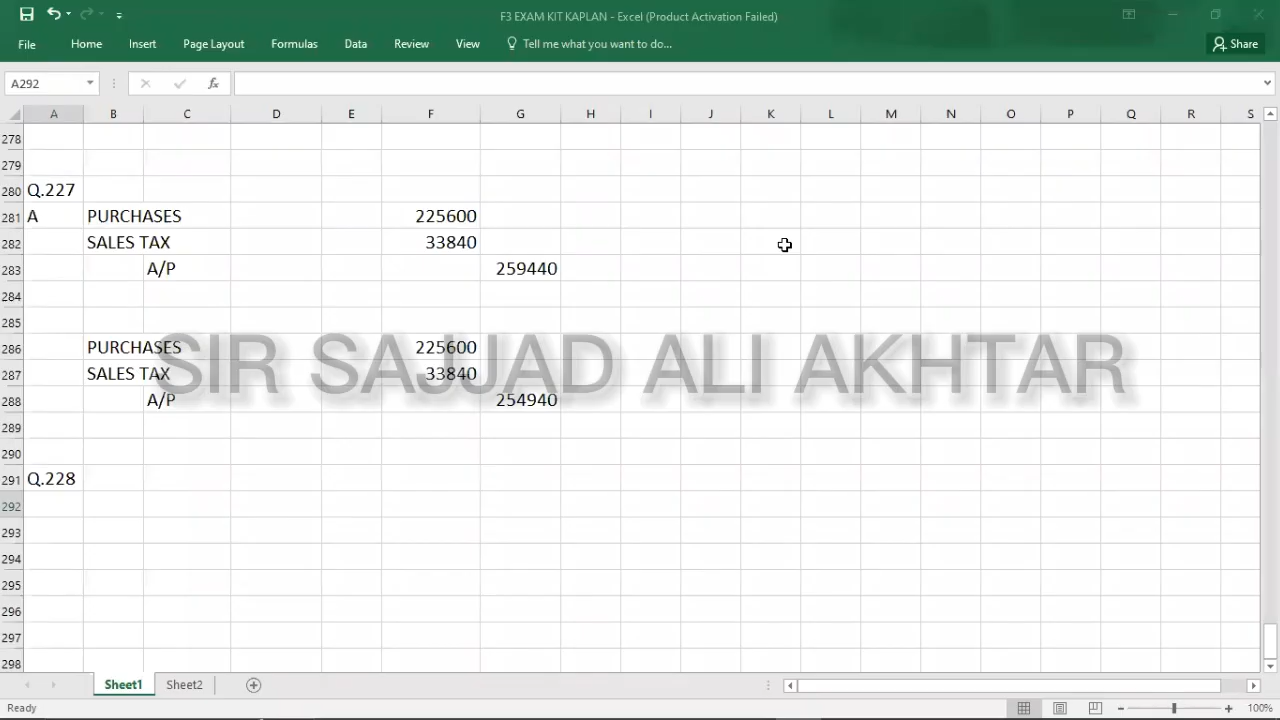 F3 EXAM KIT KAPLAN - Excel (Product Activation Failed)
File Home Insert Page Layout Formulas Data Review View Tell me what you want to do... Share
A292 fx
A B C D E F G H I J K L M N O P Q R S
278
279
280 Q.227
281 A PURCHASES 225600
282 SALES TAX 33840
283 A/P 259440
284
285
286 PURCHASES 225600
SIR SAJJAD ALI AKHTAR
287 SALES TAX 33840
288 A/P 254940
289
290
291 Q.228
292
293
294
295
296
297
298
Sheet1 Sheet2
Ready 100%